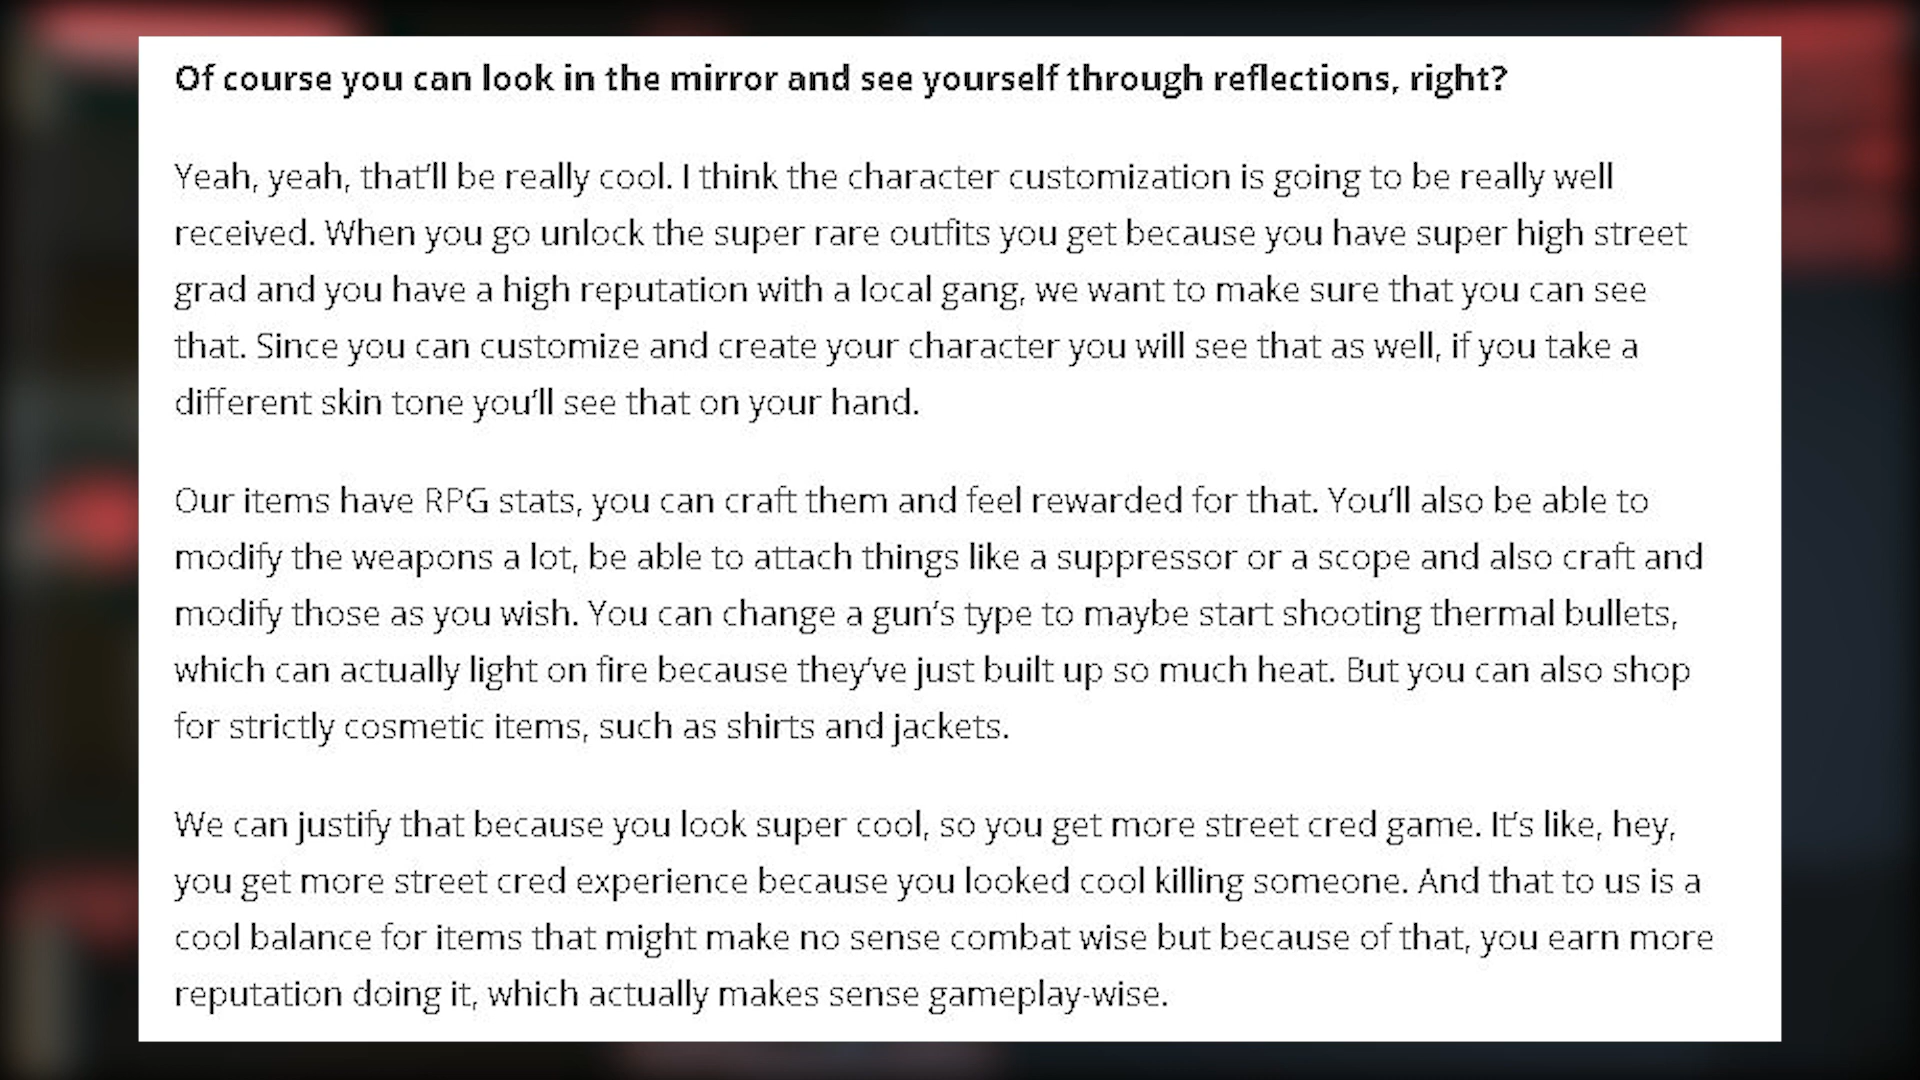 Of course you can look in the mirror and see yourself through reflections, right?
Yeah, yeah, that’ll be really cool. I think the character customization is going to be really well
received. When you go unlock the super rare outfits you get because you have super high street
grad and you have a high reputation with a local gang, we want to make sure that you can see
that. Since you can customize and create your character you will see that as well, if you take a
different skin tone you’ll see that on your hand.
Our items have RPG stats, you can craft them and feel rewarded for that. You’ll also be able to
modify the weapons a lot, be able to attach things like a suppressor or a scope and also craft and
modify those as you wish. You can change a gun’s type to maybe start shooting thermal bullets,
which can actually light on fire because they’ve just built up so much heat. But you can also shop
for strictly cosmetic items, such as shirts and jackets.
We can justify that because you look super cool, so you get more street cred game. It’s like, hey,
you get more street cred experience because you looked cool killing someone. And that to us is a
cool balance for items that might make no sense combat wise but because of that, you earn more
reputation doing it, which actually makes sense gameplay-wise.